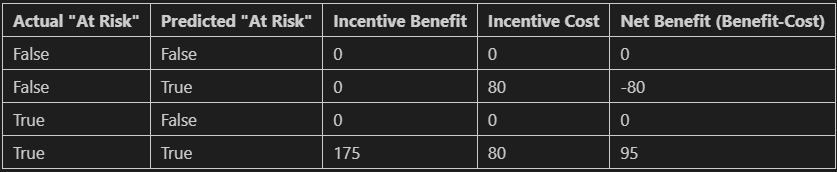 Actual "At Risk" Predicted "At Risk" Incentive Benefit Incentive Cost Net Benefit (Benefit-Cost)
False False 0 0 0
False True 0 80 -80
True False 0 0 0
True True 175 80 95